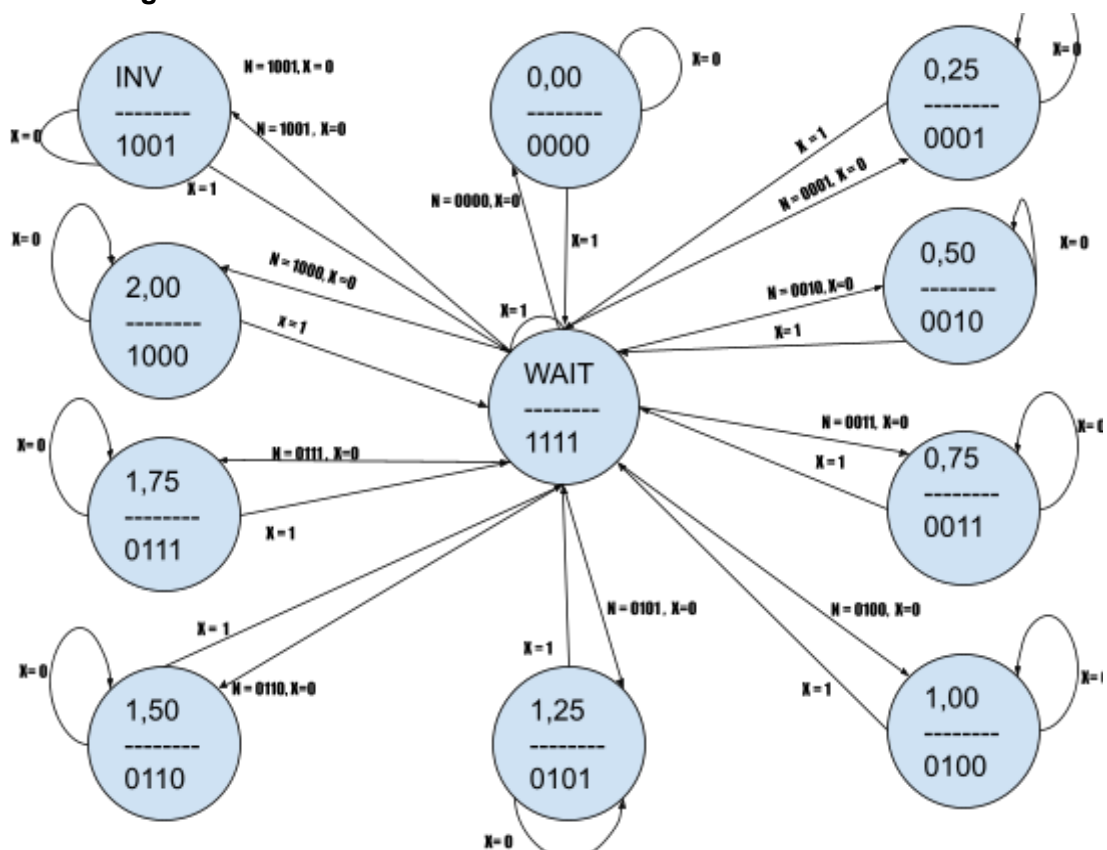 INV
--------
1001
X = 0
N = 1001, X = 0
N = 1001, X=0
X = 1
0,00
--------
0000
X= 0
N = 0000, X=0
X= 1
0,25
--------
0001
X= 0
X = 1
N = 0001, X = 0
0,50
--------
0010
X= 0
N = 0010, X=0
X= 1
2,00
--------
1000
X= 0
N = 1000, X =0
X = 1
X= 1
WAIT
--------
1111
0,75
--------
0011
X= 0
N = 0011, X=0
X = 1
1,75
--------
0111
X= 0
N = 0111, X=0
X = 1
1,50
--------
0110
X= 0
X = 1
N = 0110, X=0
1,25
--------
0101
N = 0101, X=0
X = 1
X= 0
1,00
--------
0100
N = 0100, X=0
X = 1